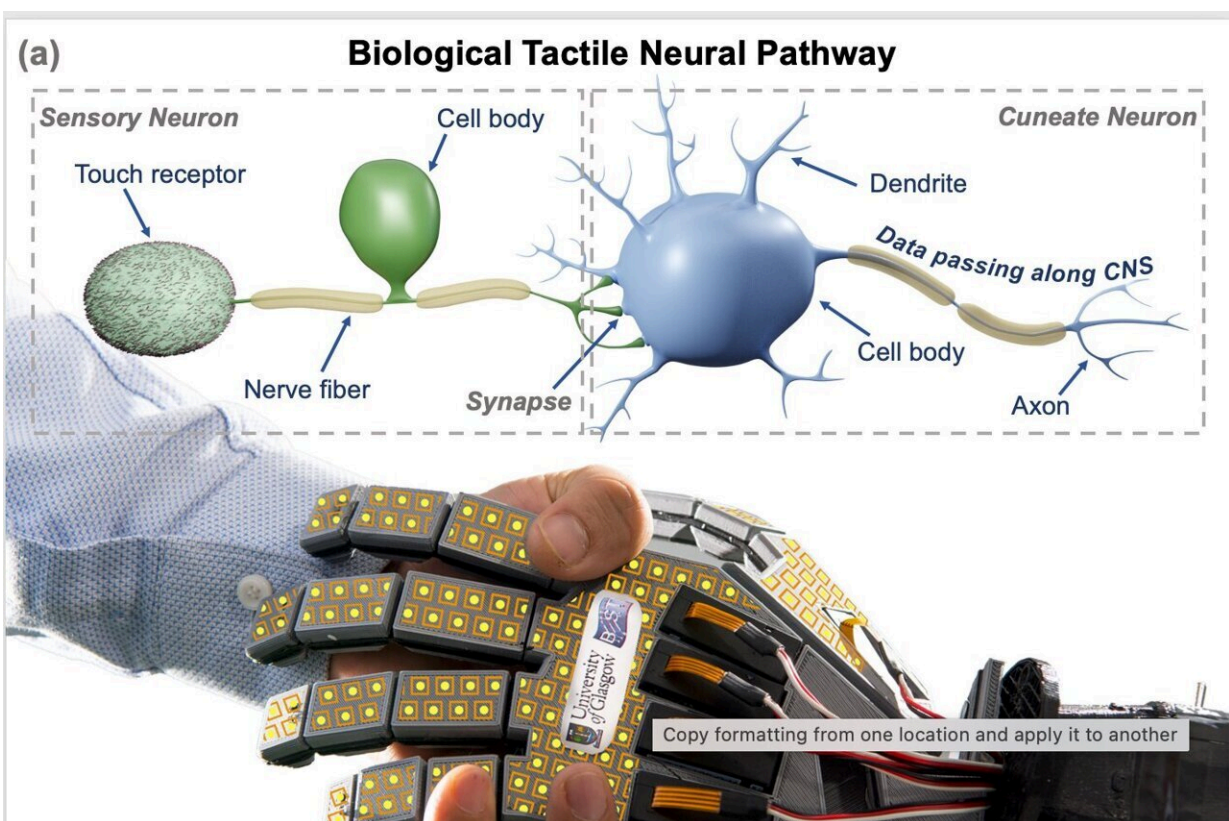 (a)
Biological Tactile Neural Pathway
Sensory Neuron
Cell body
Cuneate Neuron
Touch receptor
Dendrite
Data passing along CNS
Nerve fiber
Synapse
Cell body
Axon
University
of Glasgow
BEST
Copy formatting from one location and apply it to another